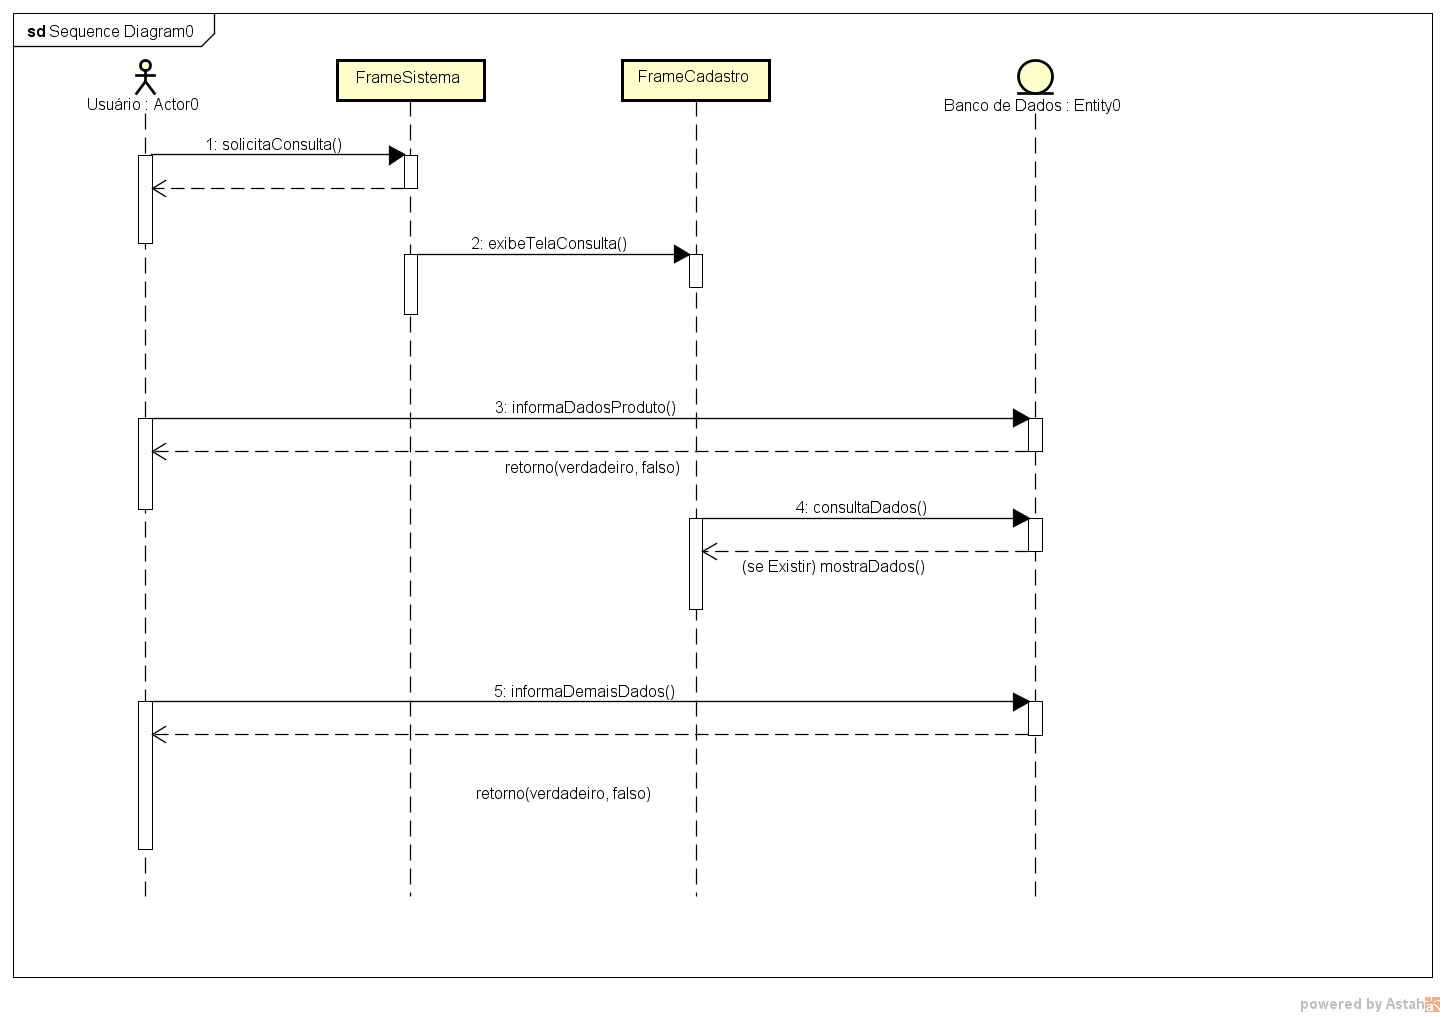 sd Sequence Diagram0
FrameSistema
FrameCadastro
Usuário : Actor0
Banco de Dados : Entity0
1: solicitaConsulta()
2: exibeTelaConsulta()
3: informaDadosProduto()
retorno(verdadeiro, falso)
4: consultaDados()
(se Existir) mostraDados()
5: informaDemaisDados()
retorno(verdadeiro, falso)
powered by Astah